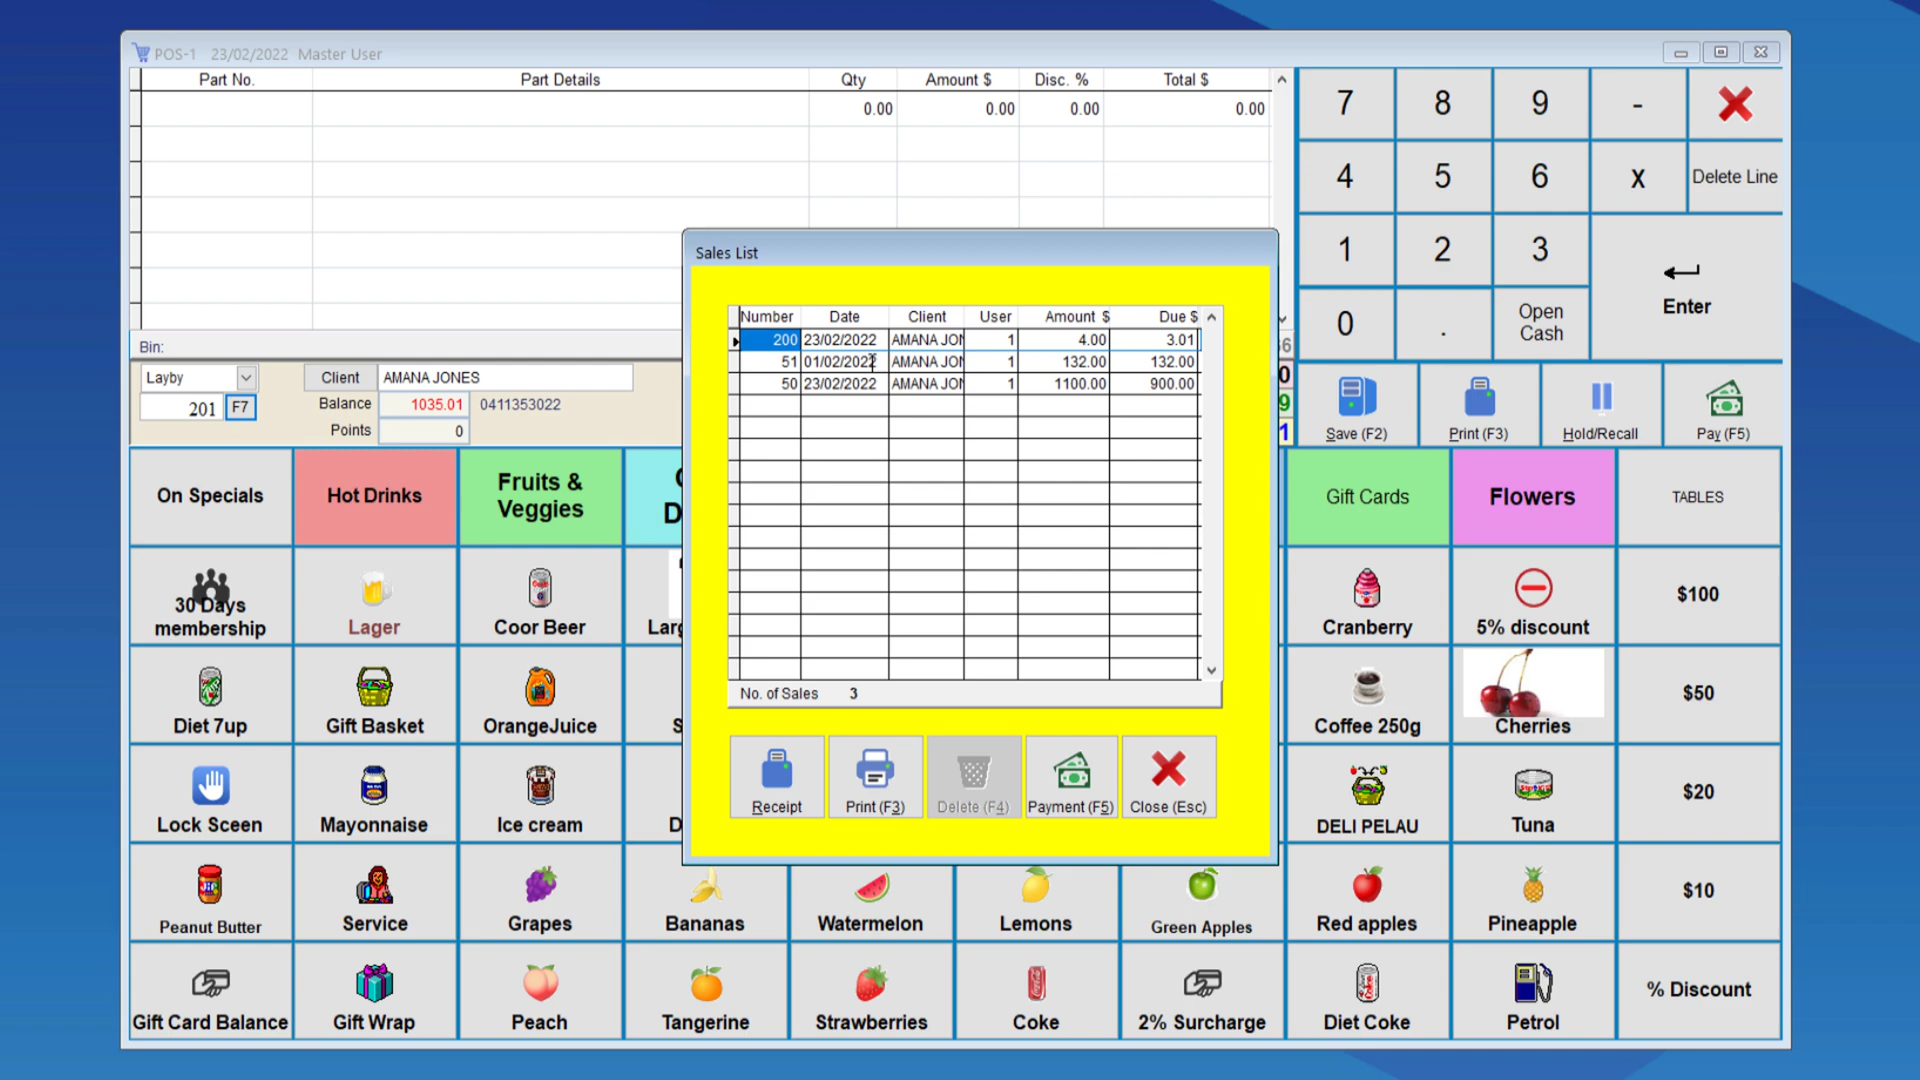 POS-1 23/02/2022 Master User
Part No. Part Details Qty Amount $ Disc. % Total $
0.00 0.00 0.00 0.00
7 8 9 -
4 5 6 x Delete Line
1 2 3
Enter
0 . Open Cash
Bin:
Layby Client AMANA JONES
201 F7 Balance 1035.01 0411353022
Points 0
Save (F2) Print (F3) Hold/Recall Pay (F5)
Sales List
Number Date Client User Amount $ Due $
200 23/02/2022 AMANA JON 1 4.00 3.01
51 01/02/2022 AMANA JON 1 132.00 132.00
50 23/02/2022 AMANA JON 1 1100.00 900.00
No. of Sales 3
Receipt Print (F3) Delete (F4) Payment (F5) Close (Esc)
On Specials Hot Drinks Fruits & Veggies Gift Cards Flowers TABLES
30 Days membership Lager Coor Beer Cranberry 5% discount $100
Diet 7up Gift Basket OrangeJuice Coffee 250g Cherries $50
Lock Sceen Mayonnaise Ice cream DELI PELAU Tuna $20
Peanut Butter Service Grapes Bananas Watermelon Lemons Green Apples Red apples Pineapple $10
Gift Card Balance Gift Wrap Peach Tangerine Strawberries Coke 2% Surcharge Diet Coke Petrol % Discount